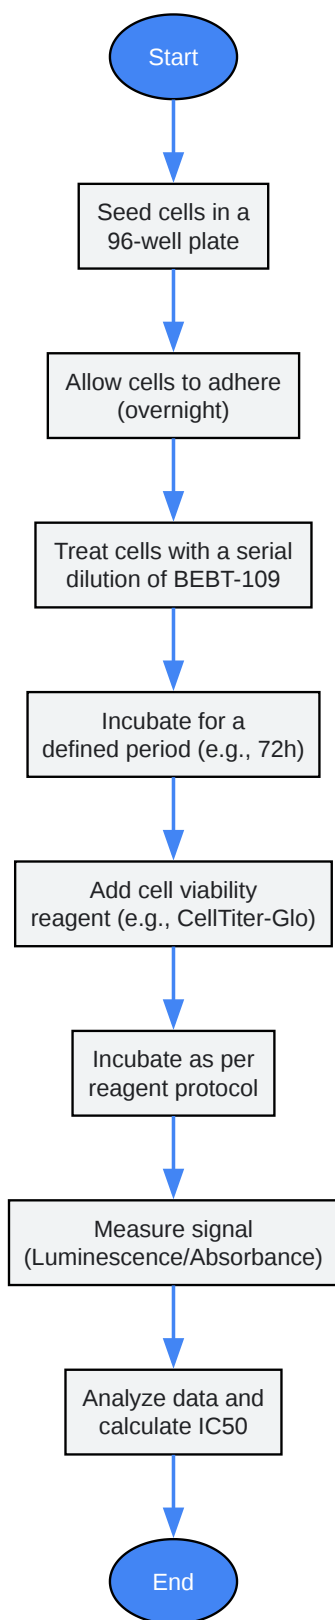 Start
Seed cells in a
96-well plate
Allow cells to adhere
(overnight)
Treat cells with a serial
dilution of BEBT-109
Incubate for a
defined period (e.g., 72h)
Add cell viability
reagent (e.g., CellTiter-Glo)
Incubate as per
reagent protocol
Measure signal
(Luminescence/Absorbance)
Analyze data and
calculate IC50
End